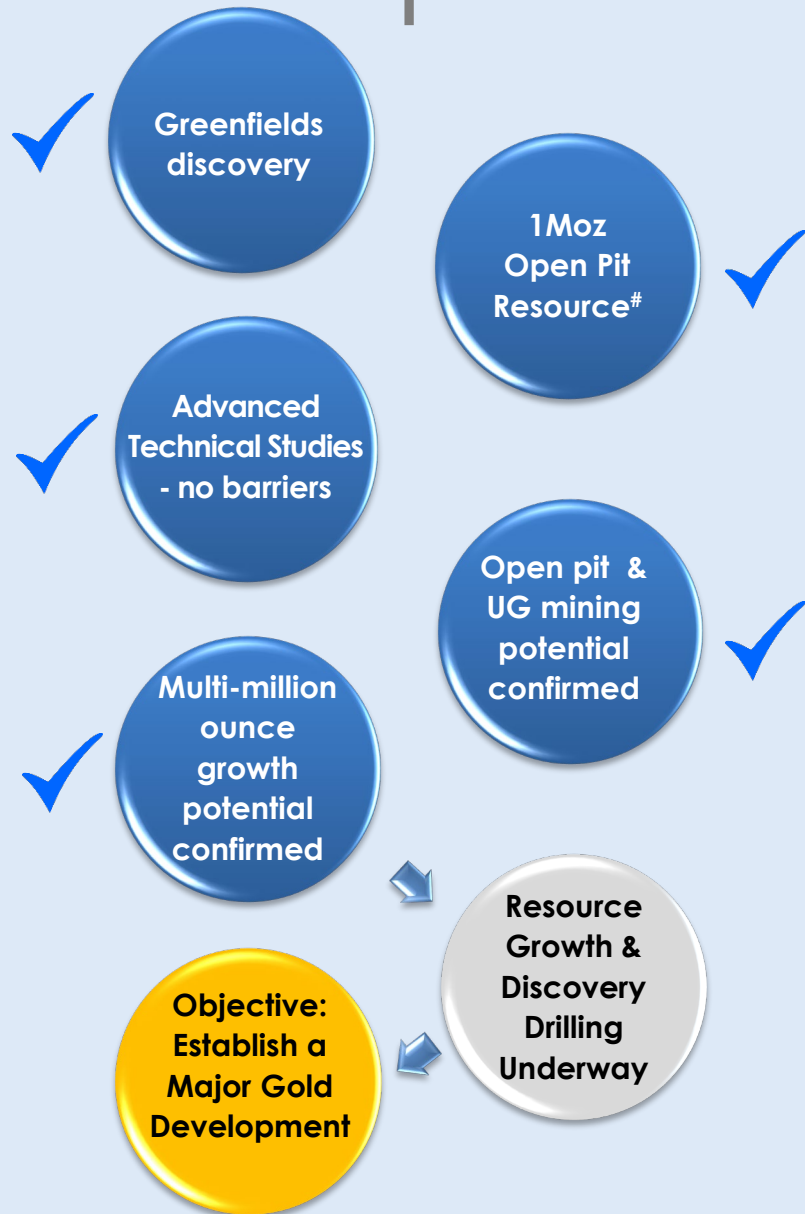 Greenfields
discovery
1Moz
Open Pit
Resource#
Advanced
Technical Studies
- no barriers
Open pit & 
UG mining
potential
confirmed
Multi-million
ounce
growth
potential
confirmed
Resource
Growth &
Discovery
Drilling
Underway
Objective:
Establish a
Major Gold
Development